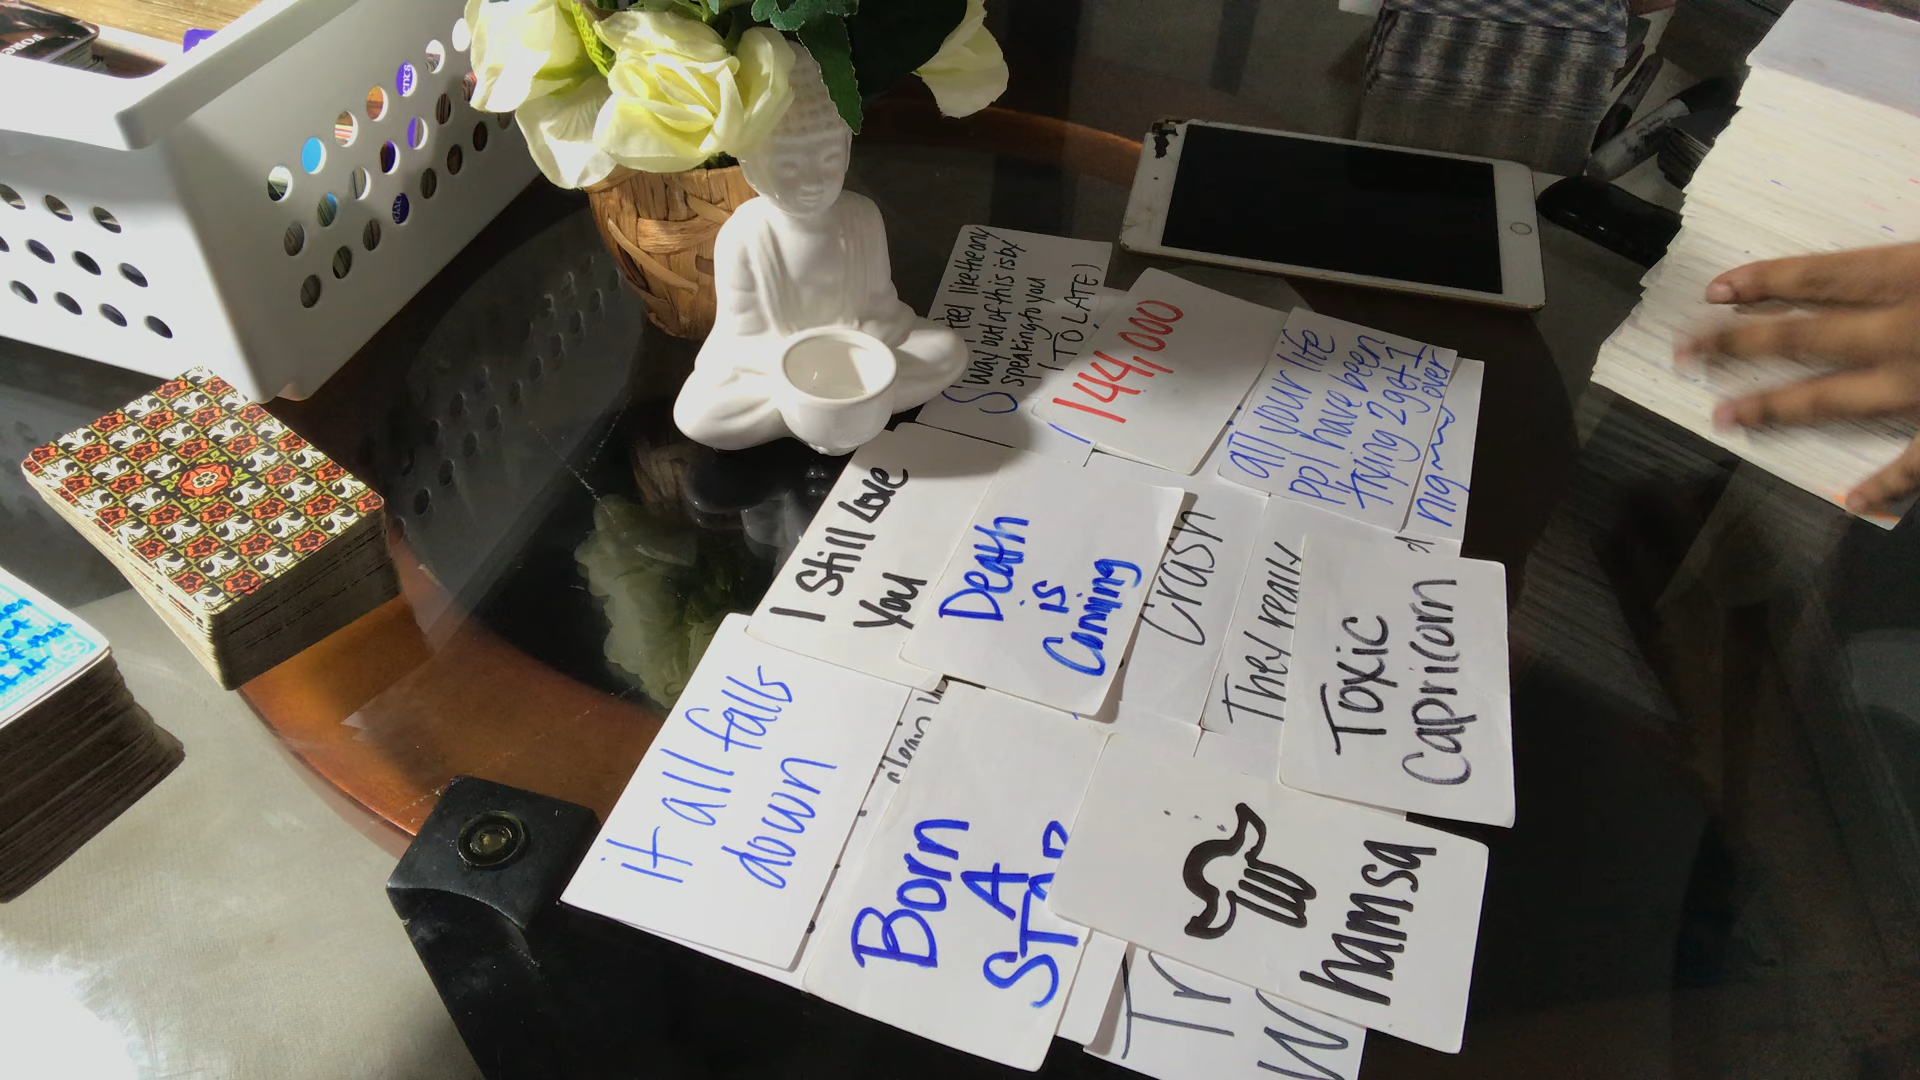 feel like the only
way out of this is by
speaking to you
(TO LATE)
144,000
all your life
ppl have been
trying 2 get 1
over
I Still Love
You
Death
is
Coming
Crash
They really
Toxic
Capricorn
it all falls
down
Born
A
STAR
hamsa
Tr
W